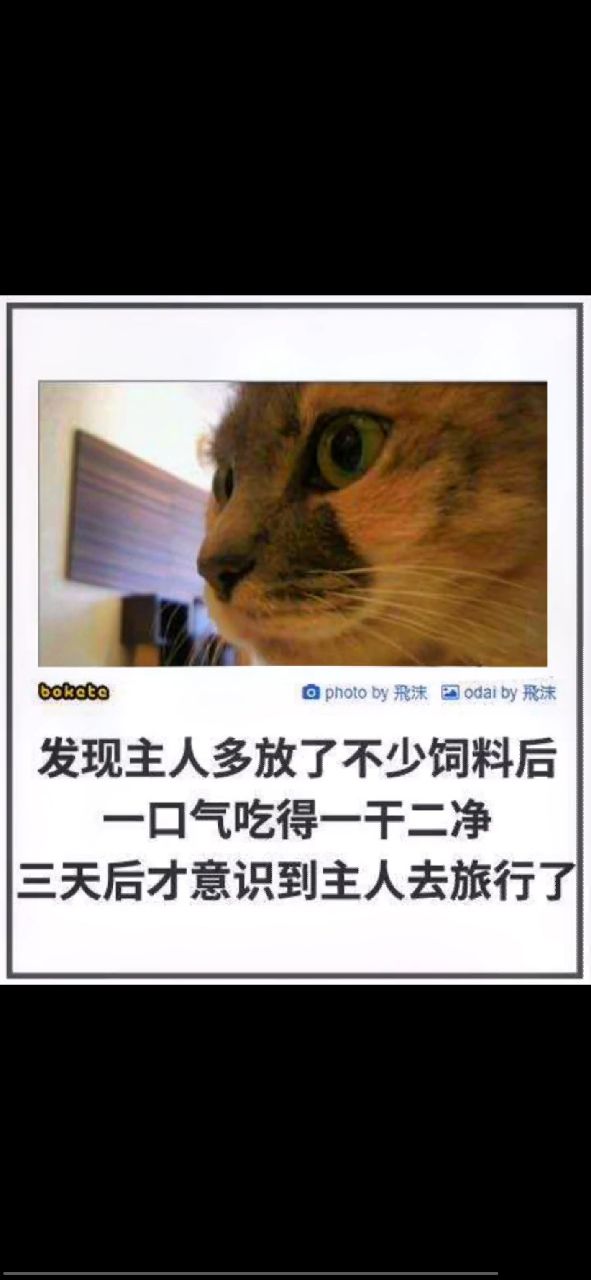 bokete
photo by 飛沫 odai by 飛沫
发现主人多放了不少饲料后
一口气吃得一干二净
三天后才意识到主人去旅行了